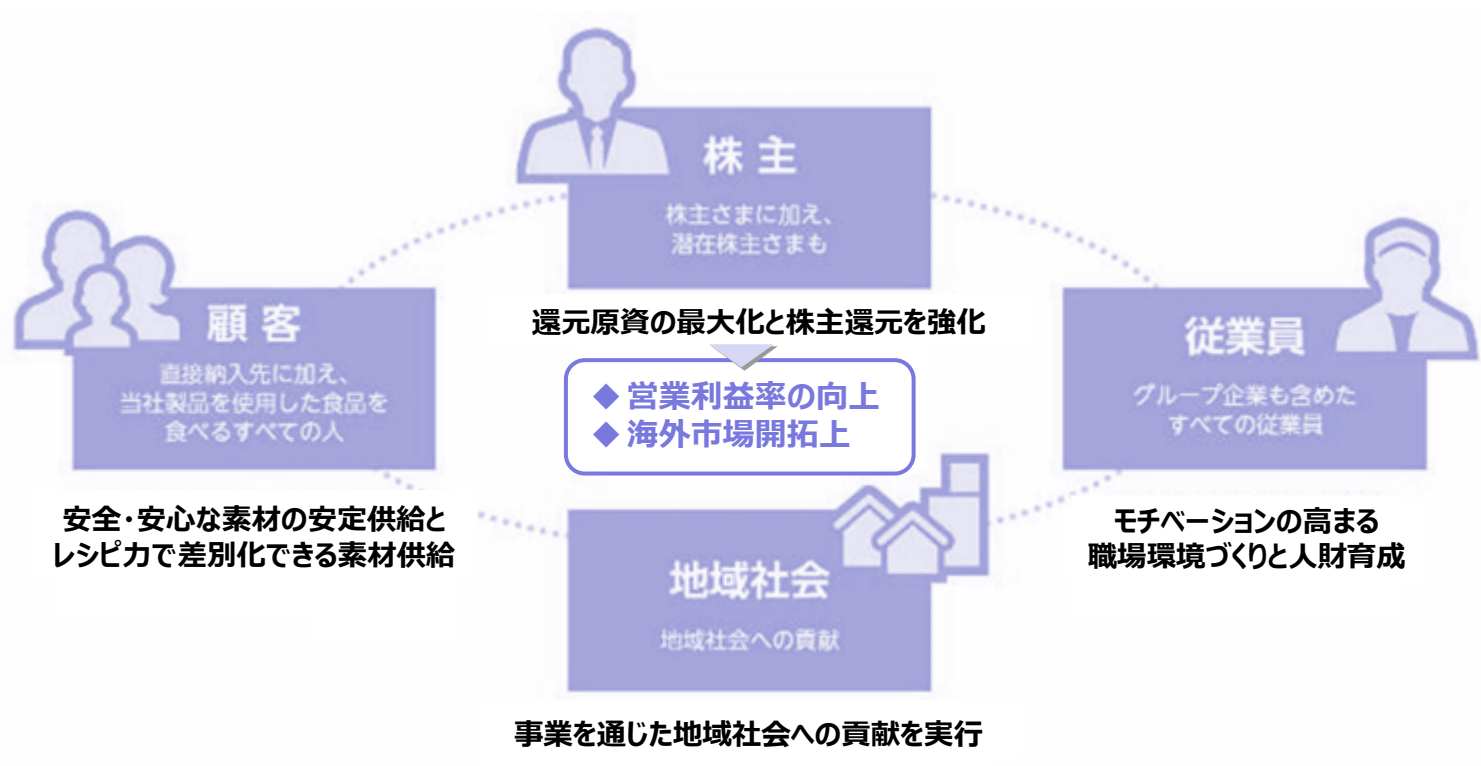 株主
株主さまに加え、
潜在株主さまも
還元原資の最大化と株主還元を強化
◆ 営業利益率の向上
◆ 海外市場開拓上
顧客
直接納入先に加え、
当社製品を使用した食品を
食べるすべての人
安全・安心な素材の安定供給と
レシピ力で差別化できる素材供給
従業員
グループ企業も含めた
すべての従業員
モチベーションの高まる
職場環境づくりと人財育成
地域社会
地域社会への貢献
事業を通じた地域社会への貢献を実行